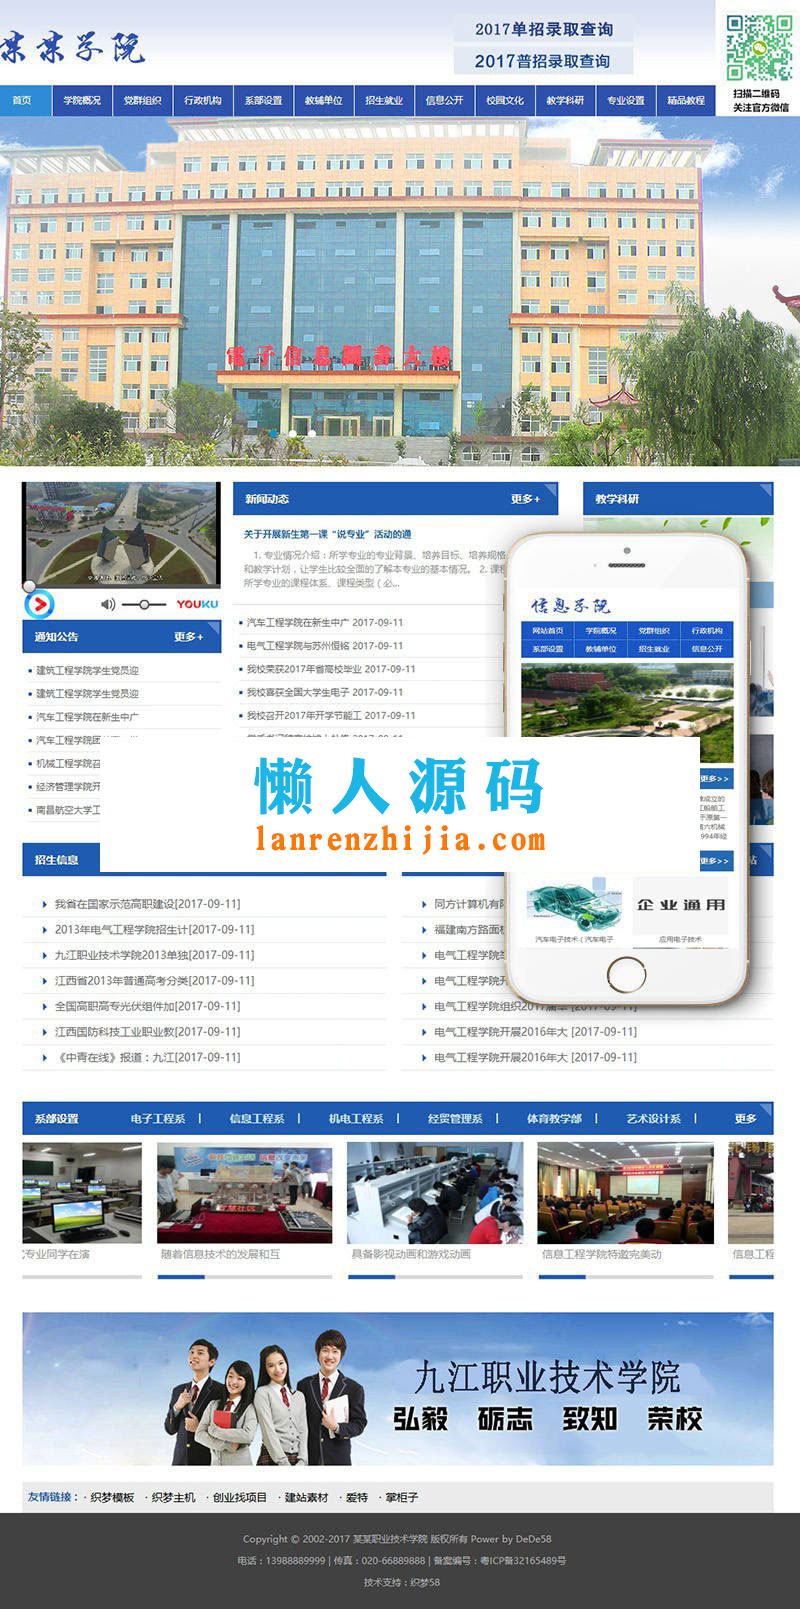 某某学院
2017单招录取查询
2017普招录取查询
扫描二维码
关注官方微信
首页 学院概况 党群组织 行政机构 系部设置 教辅单位 招生就业 信息公开 校园文化 教学科研 专业设置 精品教程
電子信息圖書大樓
YOUKU
通知公告 更多+
建筑工程学院学生党员迎
建筑工程学院学生党员迎
汽车工程学院在新生中广
汽车工程学院团
机械工程学院召
经济管理学院开
南昌航空大学工
新闻动态 更多+
关于开展新生第一课“说专业”活动的通
1. 专业情况介绍：所学专业的专业背景、培养目标、培养规格
和教学计划，让学生比较全面的了解本专业的基本情况。 2. 课程
所学专业的课程体系、课程类型（必...
汽车工程学院在新生中广 2017-09-11
电气工程学院与苏州恒铭 2017-09-11
我校荣获2017年省高校毕业 2017-09-11
我校喜获全国大学生电子 2017-09-11
我校召开2017年开学节能工 2017-09-11
2017-09-11
教学科研
信息学院
网站首页 学院概况 党群组织 行政机构
系部设置 教辅单位 招生就业 信息公开
更多>>
更多>>
汽车电子技术 ( 汽车电子
企业通用
应用电子技术
懒人源码
lanrenzhijia.com
招生信息
站
我省在国家示范高职建设[2017-09-11]
2013年电气工程学院招生计[2017-09-11]
九江职业技术学院2013单独[2017-09-11]
江西省2013年普通高考分类[2017-09-11]
全国高职高专光伏组件加[2017-09-11]
江西国防科技工业职业教[2017-09-11]
《中青在线》报道：九江[2017-09-11]
同方计算机有限
福建南方路面机
电气工程学院举
电气工程学院开
电气工程学院组织2017届毕 [2017-09-11]
电气工程学院开展2016年大 [2017-09-11]
电气工程学院开展2016年大 [2017-09-11]
系部设置 电子工程系 | 信息工程系 | 机电工程系 | 经贸管理系 | 体育教学部 | 艺术设计系 | 更多
专业同学在演
随着信息技术的发展和互
具备影视动画和游戏动画
信息工程学院特邀完美动
信息工程
九江职业技术学院
弘毅 砺志 致知 荣校
友情链接： · 织梦模板 · 织梦主机 · 创业找项目 · 建站素材 · 爱特 · 掌柜子
Copyright © 2002-2017 某某职业技术学院 版权所有 Power by DeDe58
电话：13988889999 | 传真：020-66889888 | 备案编号：粤ICP备32165489号
技术支持：织梦58